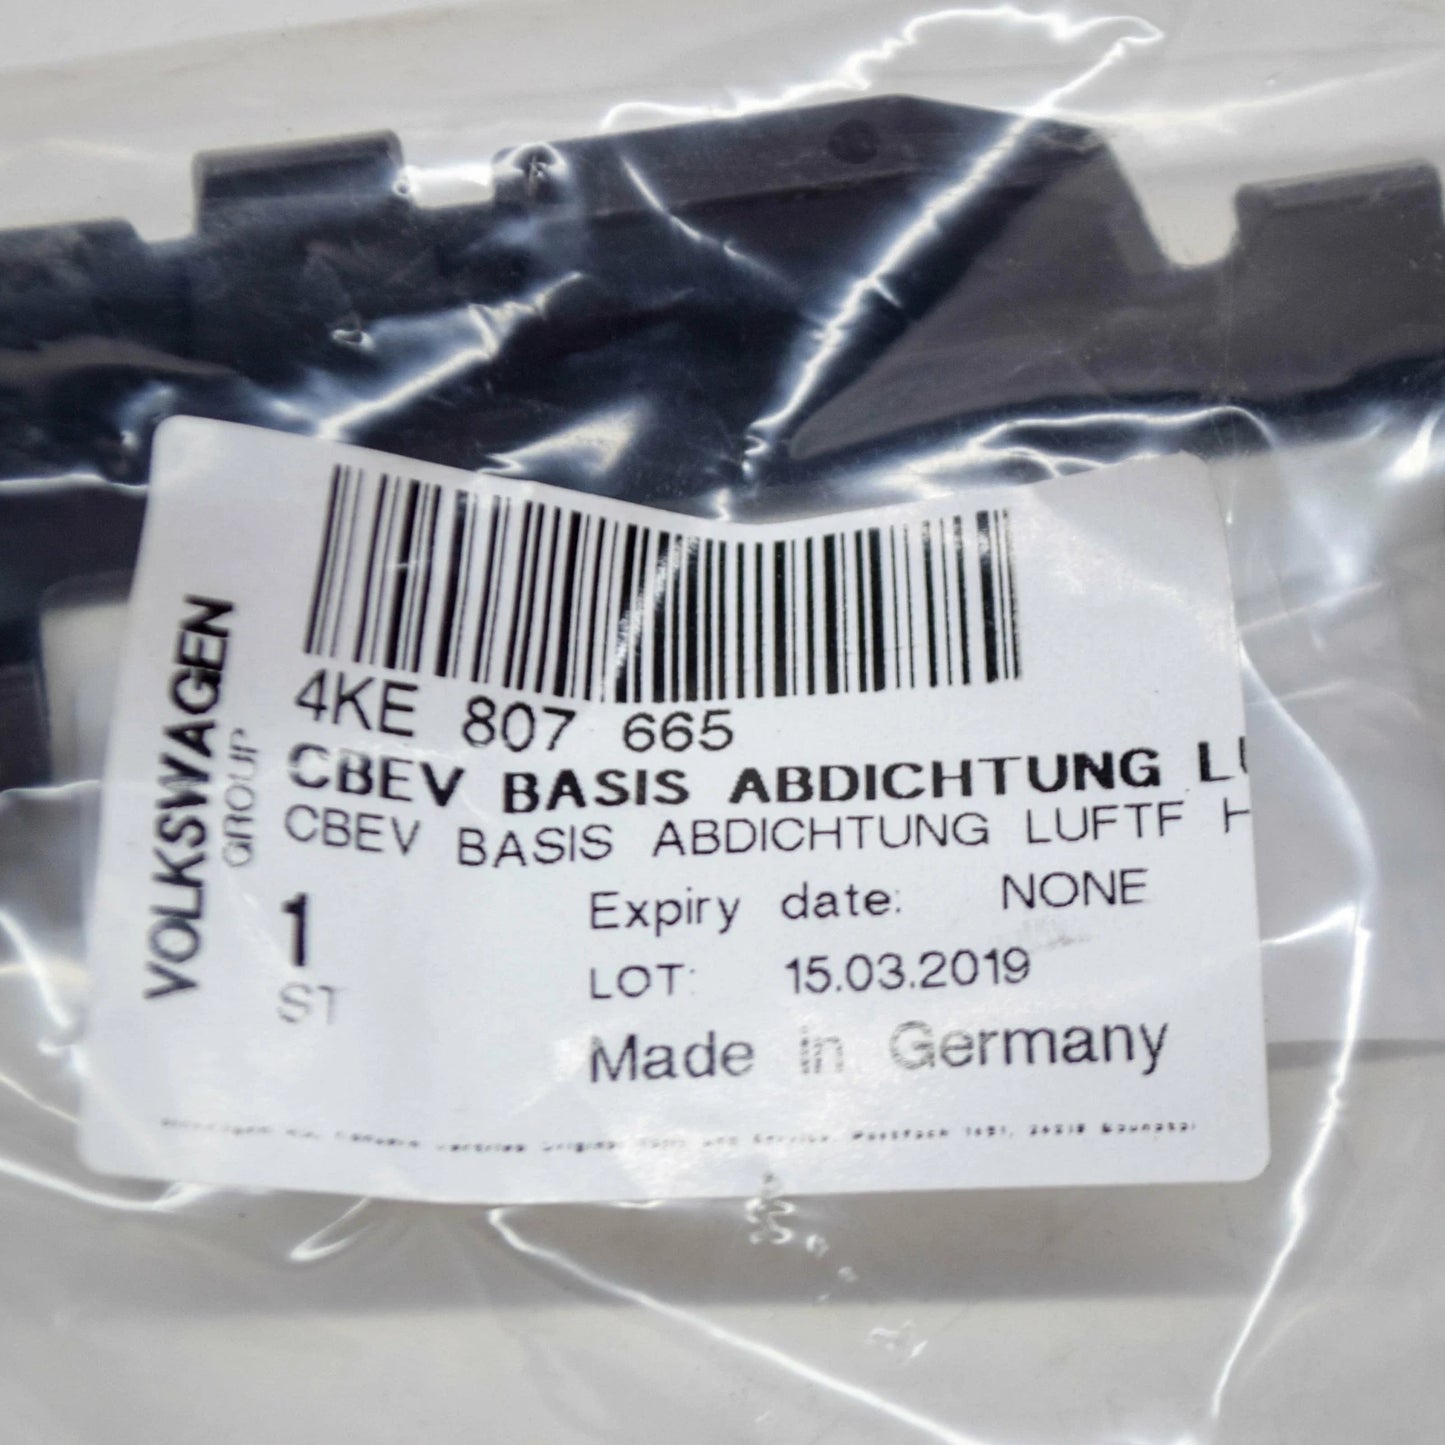 VOLKSWAGEN
GROUP
4KE 807 665
CBEV BASIS ABDICHTUNG
CBEV BASIS ABDICHTUNG LUFTF H
1
ST
Expiry date: NONE
LOT: 15.03.2019
Made in Germany